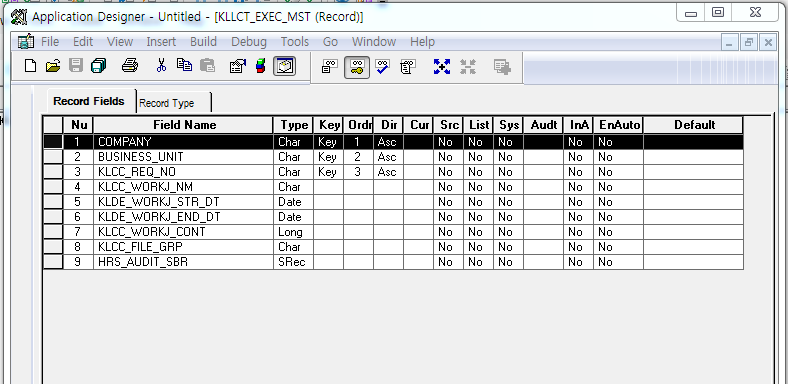 Application Designer - Untitled - [KLLCT_EXEC_MST (Record)]
File Edit View Insert Build Debug Tools Go Window Help
Record Fields Record Type
Nu Field Name Type Key Ordr Dir Cur Src List Sys Audt InA EnAuto Default
1 COMPANY Char Key 1 Asc No No No No No
2 BUSINESS_UNIT Char Key 2 Asc No No No No No
3 KLCC_REQ_NO Char Key 3 Asc No No No No No
4 KLCC_WORKJ_NM Char No No No No No
5 KLDE_WORKJ_STR_DT Date No No No No No
6 KLDE_WORKJ_END_DT Date No No No No No
7 KLCC_WORKJ_CONT Long No No No No No
8 KLCC_FILE_GRP Char No No No No No
9 HRS_AUDIT_SBR SRec No No No No No